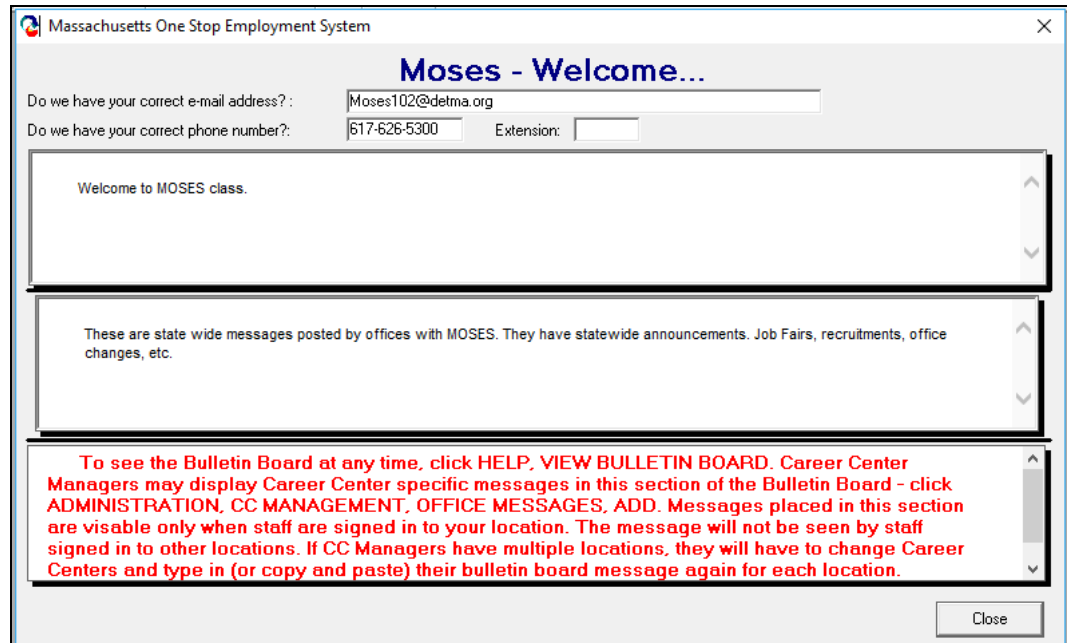 Massachusetts One Stop Employment System
Moses - Welcome...
Do we have your correct e-mail address? : Moses102@detma.org
Do we have your correct phone number?: 617-626-5300 Extension:
Welcome to MOSES class.
These are state wide messages posted by offices with MOSES. They have statewide announcements. Job Fairs, recruitments, office
changes, etc.
To see the Bulletin Board at any time, click HELP, VIEW BULLETIN BOARD. Career Center
Managers may display Career Center specific messages in this section of the Bulletin Board - click
ADMINISTRATION, CC MANAGEMENT, OFFICE MESSAGES, ADD. Messages placed in this section
are visable only when staff are signed in to your location. The message will not be seen by staff
signed in to other locations. If CC Managers have multiple locations, they will have to change Career
Centers and type in (or copy and paste) their bulletin board message again for each location.
Close